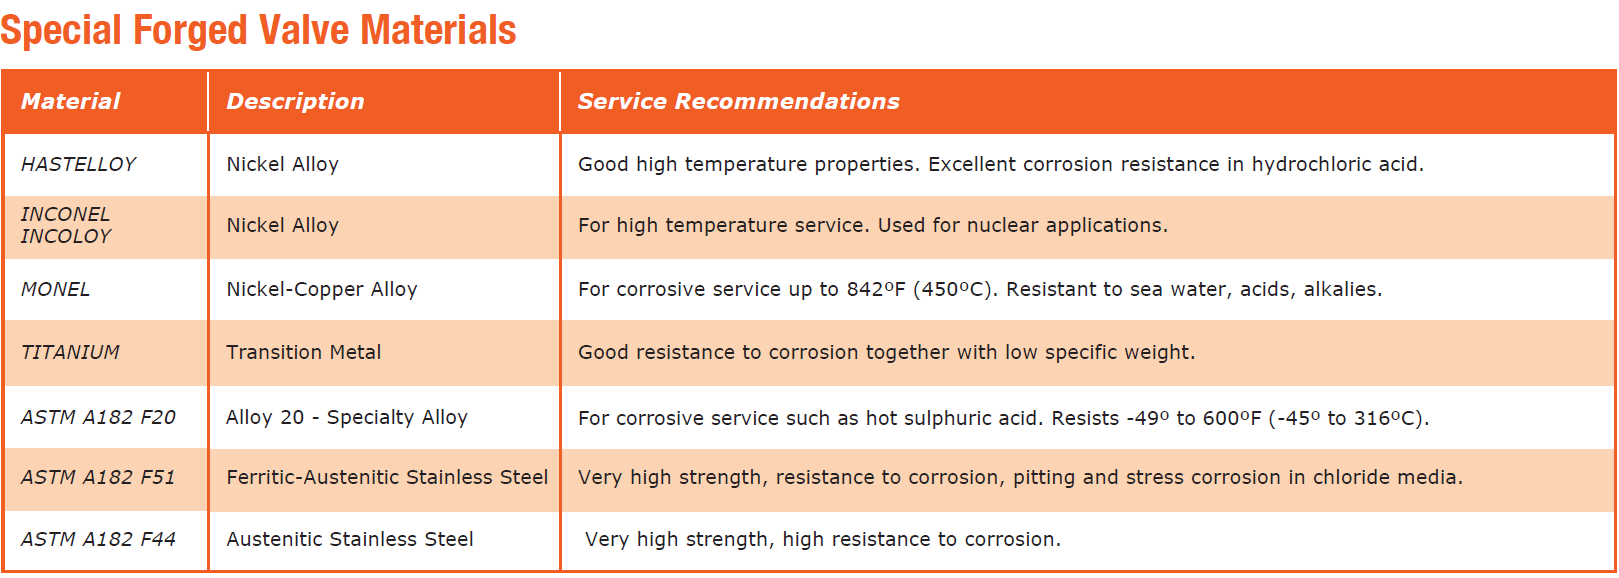 Special Forged Valve Materials
Material Description Service Recommendations
HASTELLOY Nickel Alloy Good high temperature properties. Excellent corrosion resistance in hydrochloric acid.
INCONEL
INCOLOY Nickel Alloy For high temperature service. Used for nuclear applications.
MONEL Nickel-Copper Alloy For corrosive service up to 842ºF (450ºC). Resistant to sea water, acids, alkalies.
TITANIUM Transition Metal Good resistance to corrosion together with low specific weight.
ASTM A182 F20 Alloy 20 - Specialty Alloy For corrosive service such as hot sulphuric acid. Resists -49º to 600ºF (-45º to 316ºC).
ASTM A182 F51 Ferritic-Austenitic Stainless Steel Very high strength, resistance to corrosion, pitting and stress corrosion in chloride media.
ASTM A182 F44 Austenitic Stainless Steel Very high strength, high resistance to corrosion.